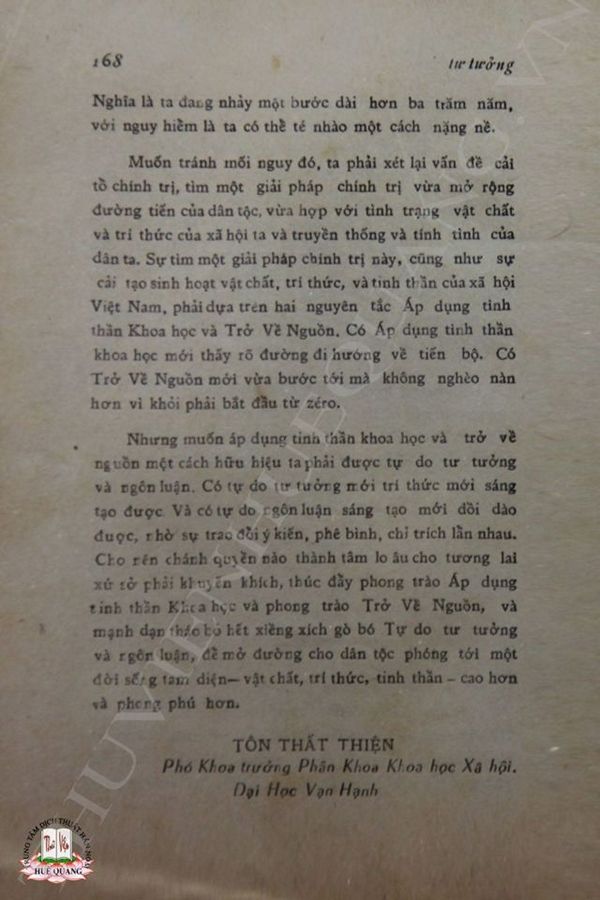 168
tư tưởng
Nghĩa là ta đang nhảy một bước dài hơn ba trăm năm,
với nguy hiểm là ta có thể té nhào một cách nặng nề.
Muốn tránh mối nguy đó, ta phải xét lại vấn đề cải
tổ chính trị, tìm một giải pháp chính trị vừa mở rộng
đường tiến của dân tộc, vừa hợp với tình trạng vật chất
và trí thức của xã hội ta và truyền thống và tính tình của
dân ta. Sự tìm một giải pháp chính trị này, cũng như sự
cải tạo sinh hoạt vật chất, trí thức, và tinh thần của xã hội
Việt Nam, phải dựa trên hai nguyên tắc Áp dụng tinh
thần Khoa học và Trở Về Nguồn. Có Áp dụng tinh thần
khoa học mới thấy rõ đường đi hướng về tiến bộ. Có
Trở Về Nguồn mới vừa bước tới mà không nghèo nàn
hơn vì khỏi phải bắt đầu từ zéro.
Nhưng muốn áp dụng tinh thần khoa học và trở về
nguồn một cách hữu hiệu ta phải được tự do tư tưởng
và ngôn luận. Có tự do tư tưởng mới trí thức mới sáng
tạo được. Và có tự do ngôn luận sáng tạo mới dồi dào
được, nhờ sự trao đổi ý kiến, phê bình, chỉ trích lẫn nhau.
Cho nên chánh quyền nào thành tâm lo âu cho tương lai
xứ sở phải khuyến khích, thúc đẩy phong trào Áp dụng
tinh thần Khoa học và phong trào Trở Về Nguồn, và
mạnh dạn tháo bỏ hết xiềng xích gò bó Tự do tư tưởng
và ngôn luận, để mở đường cho dân tộc phóng tới một
đời sống tam diện— vật chất, trí thức, tinh thần – cao hơn
và phong phú hơn.
TÔN THẤT THIỆN
Phó Khoa trưởng Phân Khoa Khoa học Xã hội.
Đại Học Vạn Hạnh
TRUNG TÂM DỊCH THUẬT HÁN NÔM
HUỆ QUANG